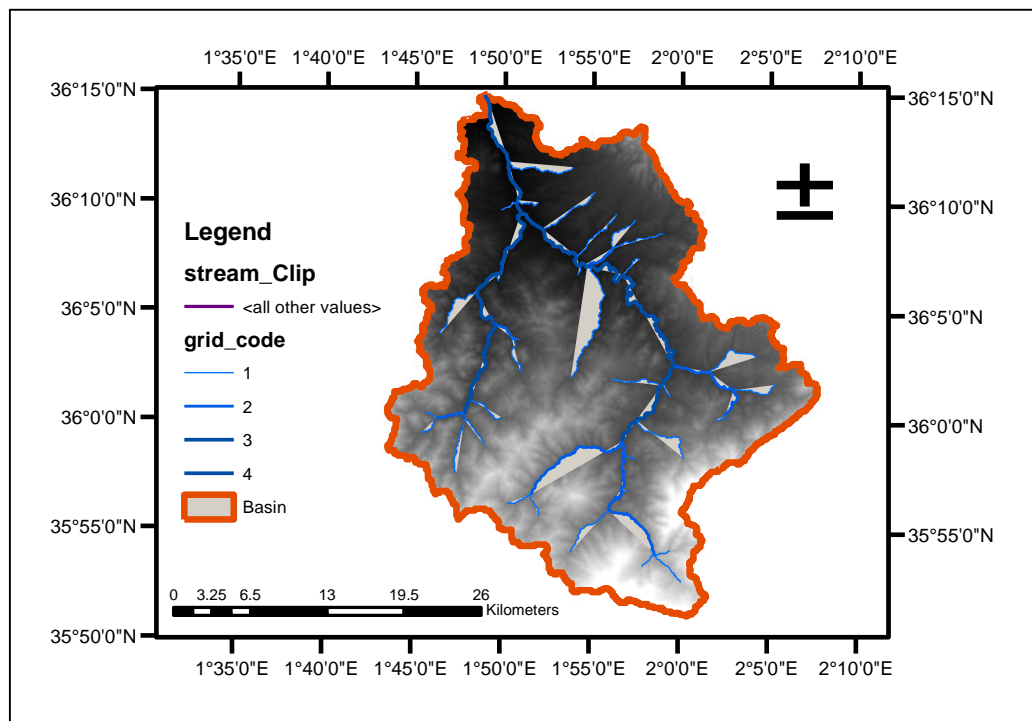 1°35'0"E 1°40'0"E 1°45'0"E 1°50'0"E 1°55'0"E 2°0'0"E 2°5'0"E 2°10'0"E
36°15'0"N 36°15'0"N
36°10'0"N 36°10'0"N
Legend
stream_Clip
<all other values>
36°5'0"N 36°5'0"N
grid_code
1
2
36°0'0"N 36°0'0"N
3
4
Basin
35°55'0"N 35°55'0"N
0 3.25 6.5 13 19.5 26
Kilometers
35°50'0"N
1°35'0"E 1°40'0"E 1°45'0"E 1°50'0"E 1°55'0"E 2°0'0"E 2°5'0"E 2°10'0"E